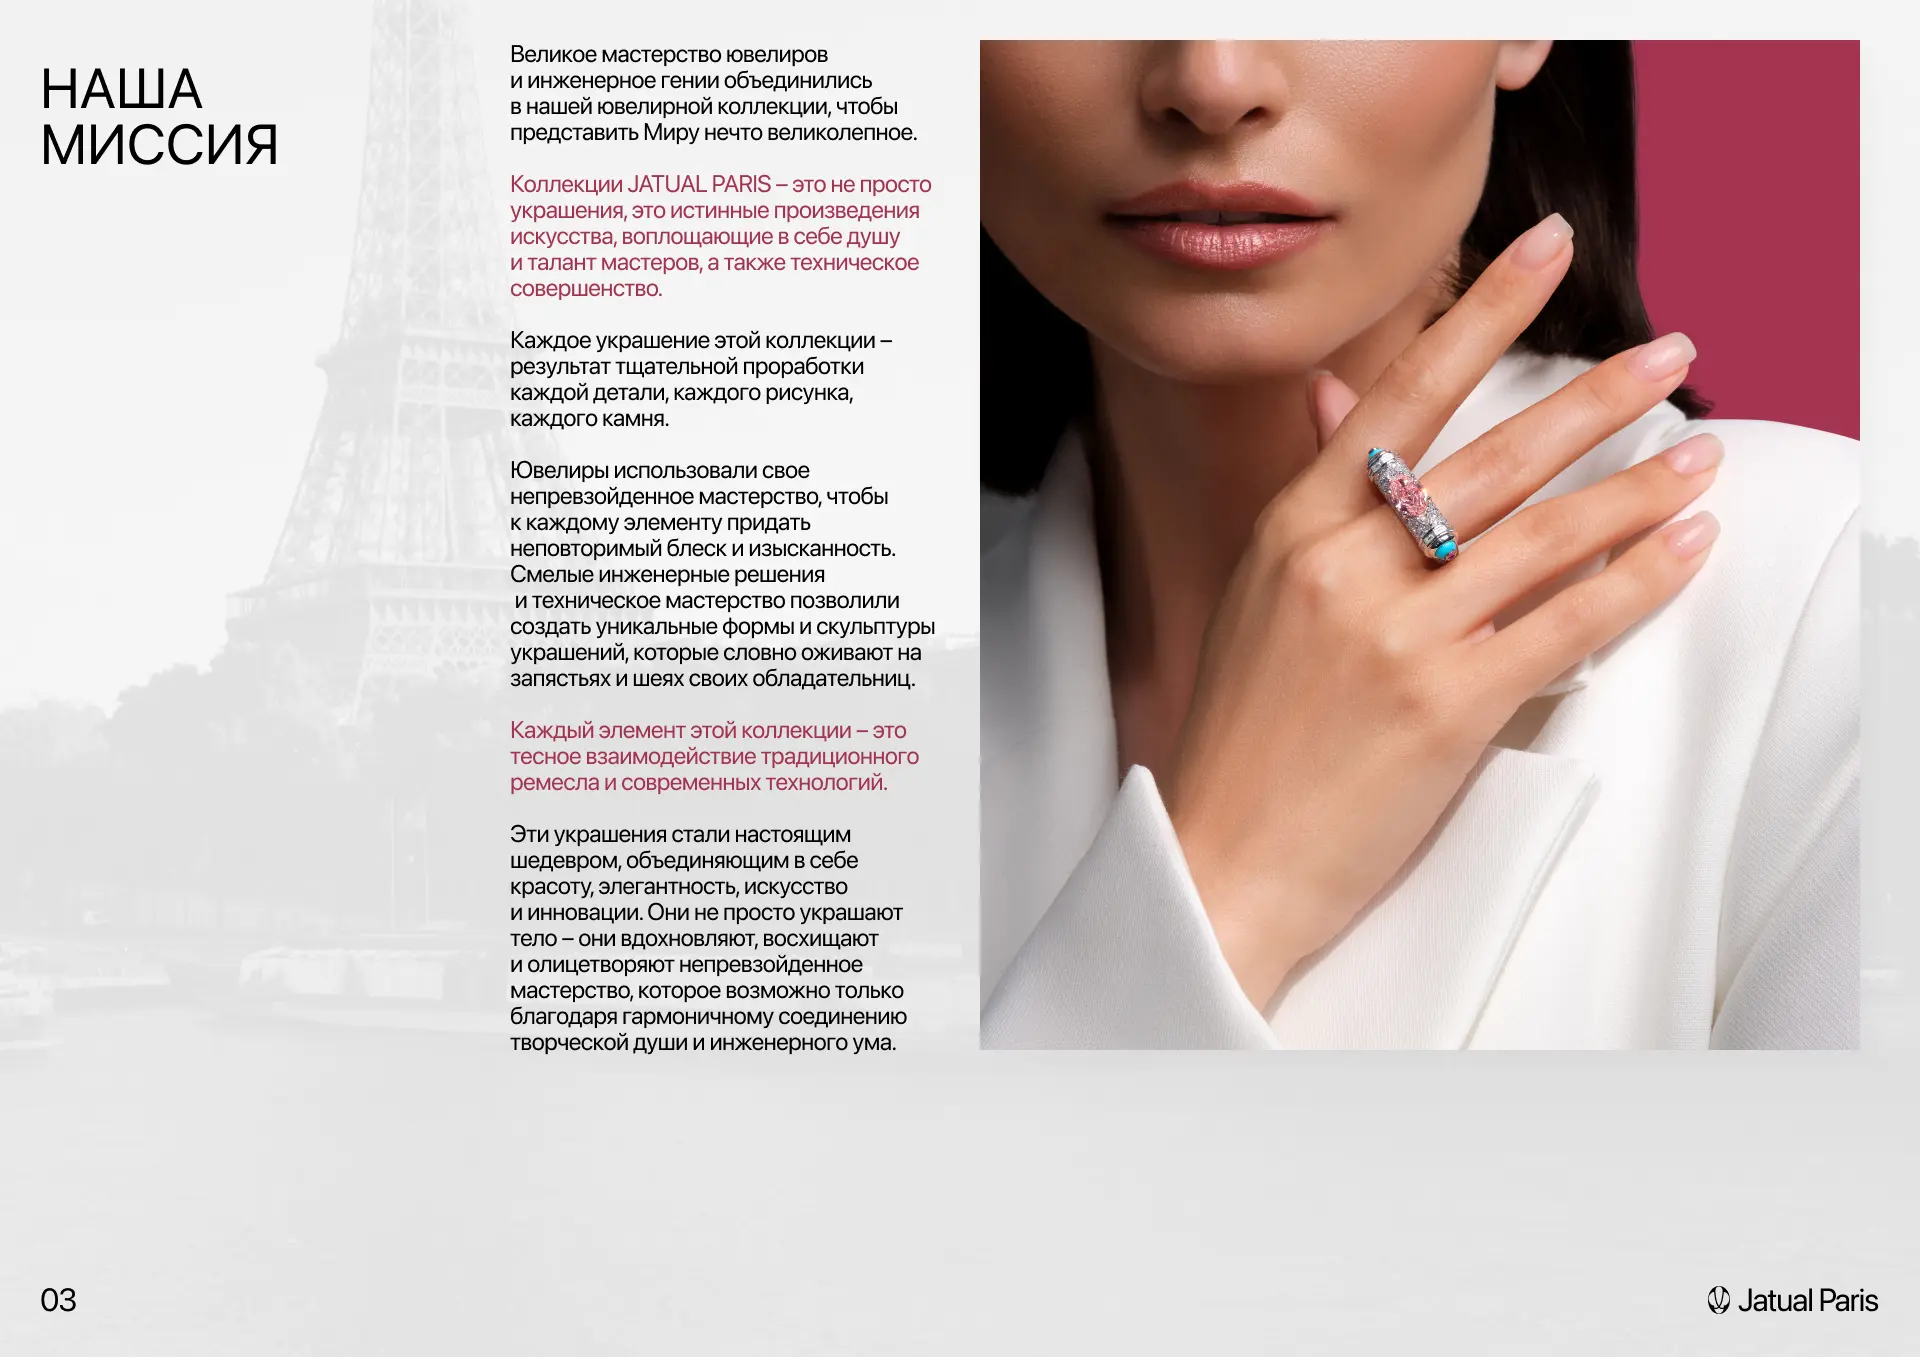 НАША
МИССИЯ
Великое мастерство ювелиров
и инженерное гении объединились
в нашей ювелирной коллекции, чтобы
представить Миру нечто великолепное.
Коллекции JATUAL PARIS – это не просто
украшения, это истинные произведения
искусства, воплощающие в себе душу
и талант мастеров, а также техническое
совершенство.
Каждое украшение этой коллекции –
результат тщательной проработки
каждой детали, каждого рисунка,
каждого камня.
Ювелиры использовали свое
непревзойденное мастерство, чтобы
к каждому элементу придать
неповторимый блеск и изысканность.
Смелые инженерные решения
и техническое мастерство позволили
создать уникальные формы и скульптуры
украшений, которые словно оживают на
запястьях и шеях своих обладательниц.
Каждый элемент этой коллекции – это
тесное взаимодействие традиционного
ремесла и современных технологий.
Эти украшения стали настоящим
шедевром, объединяющим в себе
красоту, элегантность, искусство
и инновации. Они не просто украшают
тело – они вдохновляют, восхищают
и олицетворяют непревзойденное
мастерство, которое возможно только
благодаря гармоничному соединению
творческой души и инженерного ума.
03
Jatual Paris